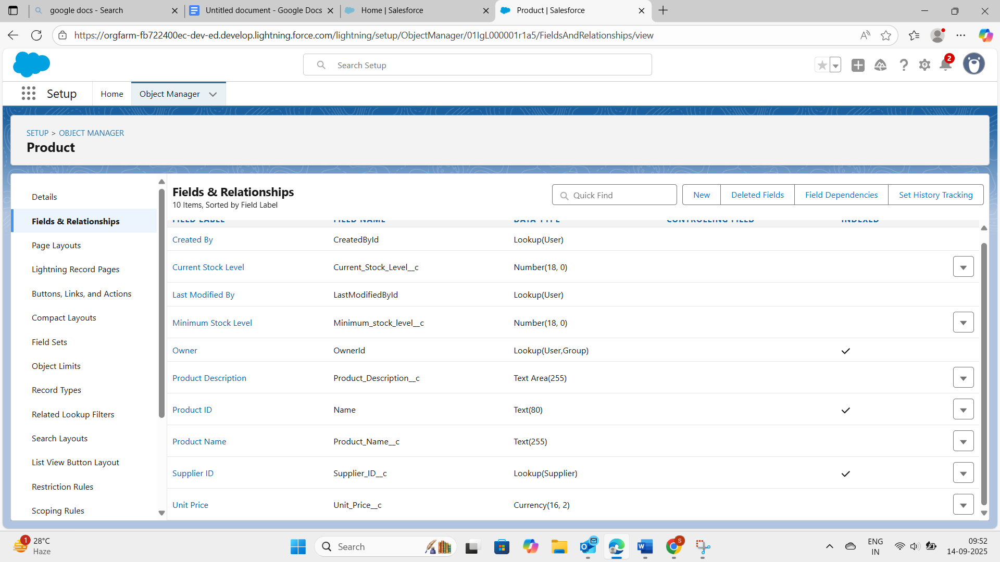 google docs - Search
Untitled document - Google Docs
Home | Salesforce
Product | Salesforce
https://orgfarm-fb722400ec-dev-ed.develop.lightning.force.com/lightning/setup/ObjectManager/01IgL000001r1a5/FieldsAndRelationships/view
Search Setup
2
Setup
Home
Object Manager
SETUP > OBJECT MANAGER
Product
Details
Fields & Relationships
Page Layouts
Lightning Record Pages
Buttons, Links, and Actions
Compact Layouts
Field Sets
Object Limits
Record Types
Related Lookup Filters
Search Layouts
List View Button Layout
Restriction Rules
Scoping Rules
Fields & Relationships
10 Items, Sorted by Field Label
Quick Find
New
Deleted Fields
Field Dependencies
Set History Tracking
FIELD LABEL FIELD NAME DATA TYPE CONTROLLING FIELD INDEXED
Created By CreatedById Lookup(User)
Current Stock Level Current_Stock_Level__c Number(18, 0)
Last Modified By LastModifiedById Lookup(User)
Minimum Stock Level Minimum_stock_level__c Number(18, 0)
Owner OwnerId Lookup(User,Group)
Product Description Product_Description__c Text Area(255)
Product ID Name Text(80)
Product Name Product_Name__c Text(255)
Supplier ID Supplier_ID__c Lookup(Supplier)
Unit Price Unit_Price__c Currency(16, 2)
1
28°C
Haze
Search
S
ENG
IN
09:52
14-09-2025